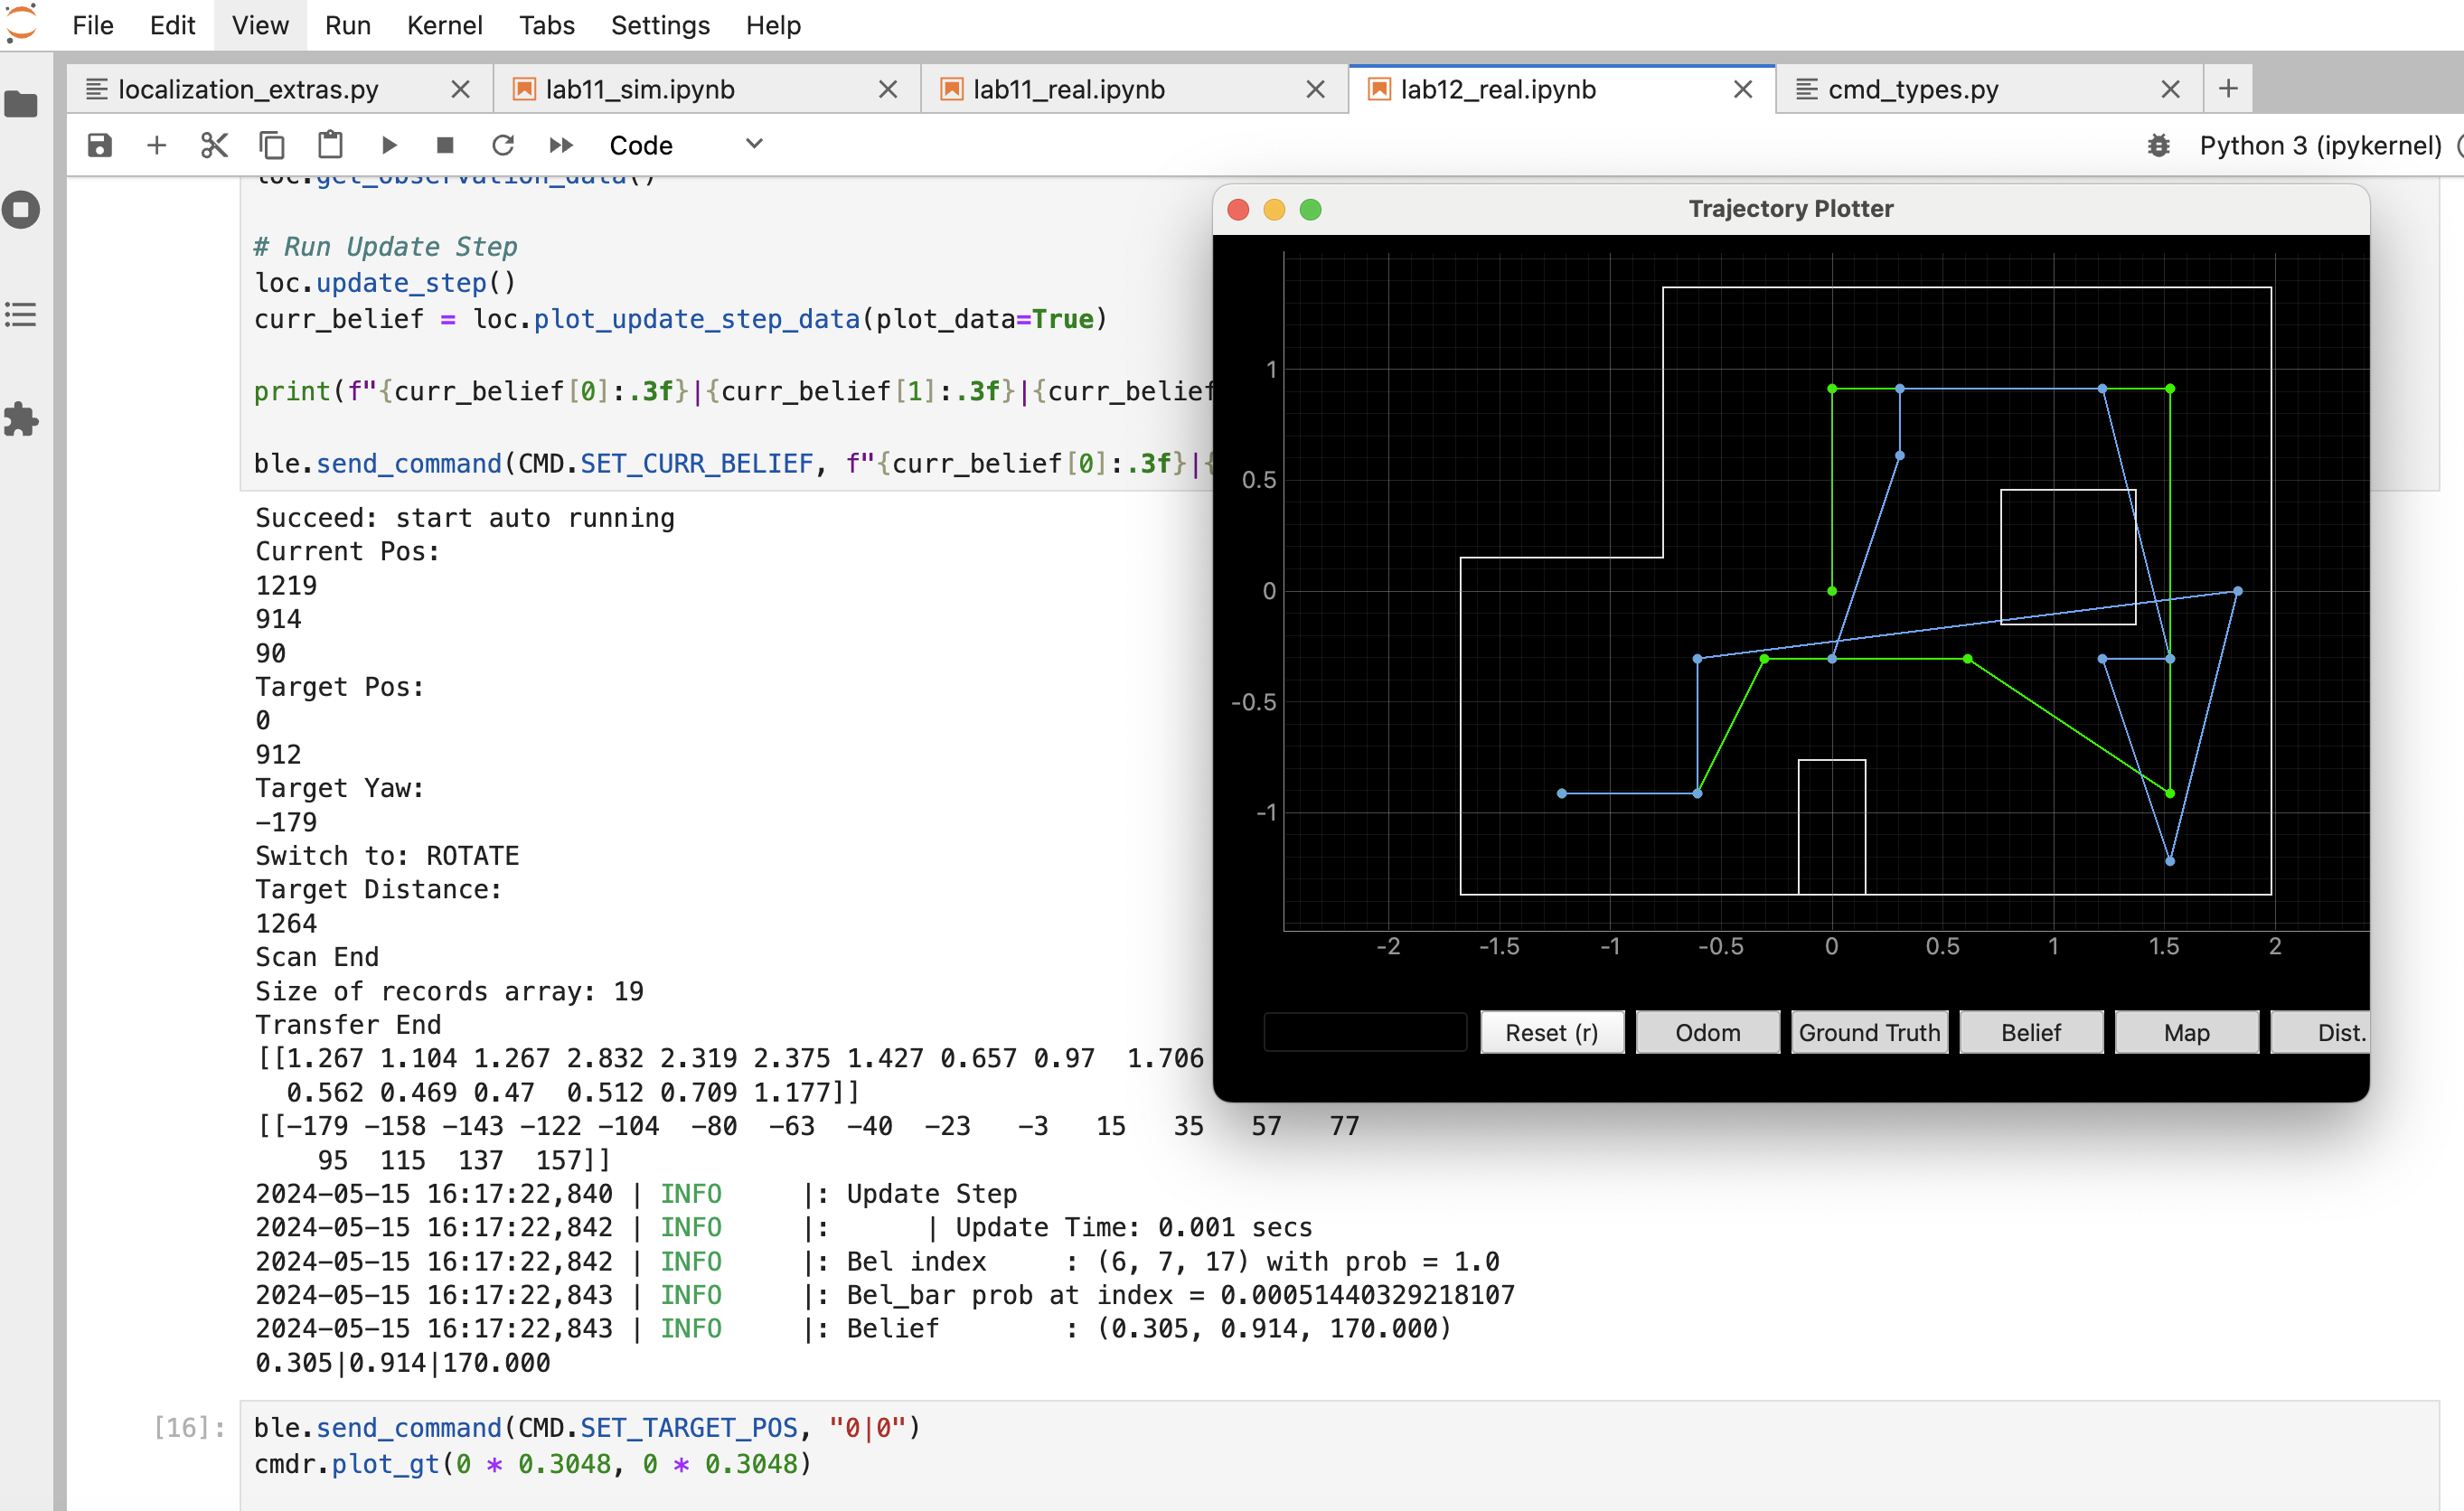 File Edit View Run Kernel Tabs Settings Help
localization_extras.py lab11_sim.ipynb lab11_real.ipynb lab12_real.ipynb cmd_types.py
Code Python 3 (ipykernel)
loc.get_observation_data()
# Run Update Step
loc.update_step()
curr_belief = loc.plot_update_step_data(plot_data=True)
print(f"{curr_belief[0]:.3f}|{curr_belief[1]:.3f}|{curr_belief
ble.send_command(CMD.SET_CURR_BELIEF, f"{curr_belief[0]:.3f}|{
Succeed: start auto running
Current Pos:
1219
914
90
Target Pos:
0
912
Target Yaw:
-179
Switch to: ROTATE
Target Distance:
1264
Scan End
Size of records array: 19
Transfer End
[[1.267 1.104 1.267 2.832 2.319 2.375 1.427 0.657 0.97 1.706
0.562 0.469 0.47 0.512 0.709 1.177]]
[[-179 -158 -143 -122 -104 -80 -63 -40 -23 -3 15 35 57 77
95 115 137 157]]
2024-05-15 16:17:22,840 | INFO |: Update Step
2024-05-15 16:17:22,842 | INFO |: | Update Time: 0.001 secs
2024-05-15 16:17:22,842 | INFO |: Bel index : (6, 7, 17) with prob = 1.0
2024-05-15 16:17:22,843 | INFO |: Bel_bar prob at index = 0.00051440329218107
2024-05-15 16:17:22,843 | INFO |: Belief : (0.305, 0.914, 170.000)
0.305|0.914|170.000
[16]: ble.send_command(CMD.SET_TARGET_POS, "0|0")
cmdr.plot_gt(0 * 0.3048, 0 * 0.3048)
Trajectory Plotter
1
0.5
0
-0.5
-1
-2 -1.5 -1 -0.5 0 0.5 1 1.5 2
Reset (r) Odom Ground Truth Belief Map Dist.